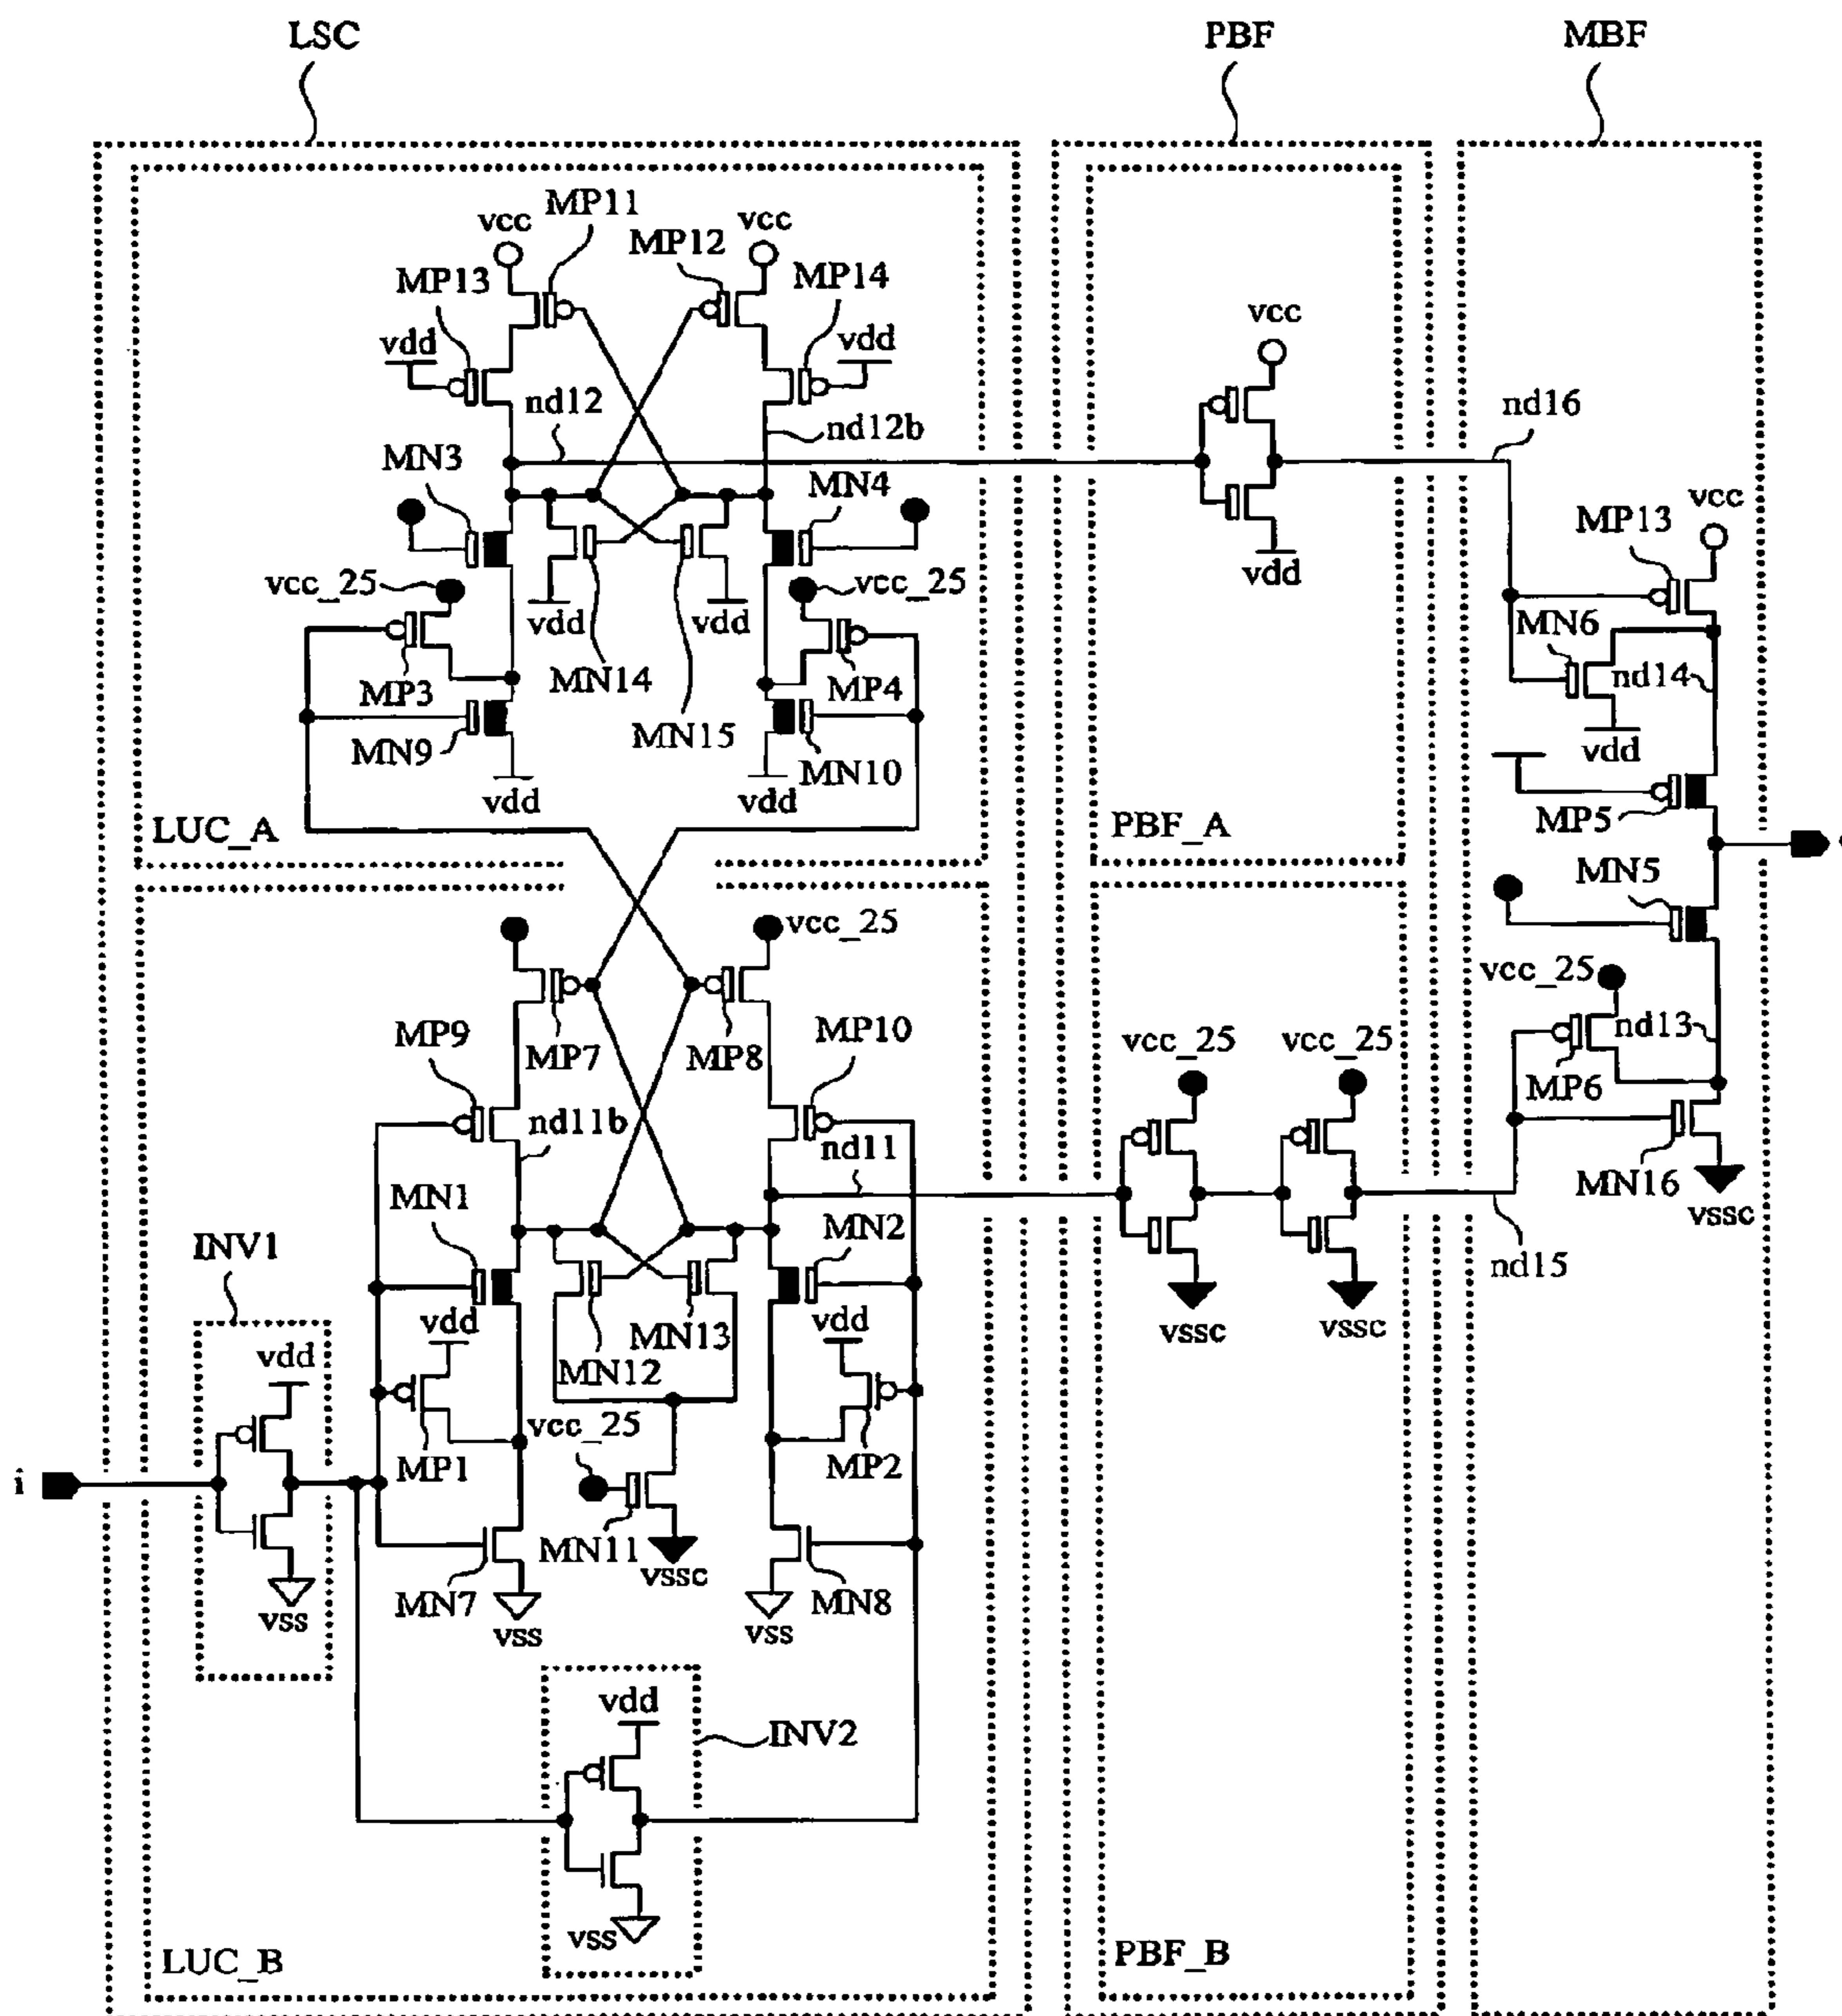 LSC
PBF
MBF
MP11
vcc
MP12
vcc
MP13
MP14
vdd
vdd
nd12
nd12b
MN3
MN4
vcc_25
vcc_25
vdd
vdd
MP3
MN14
MP4
MN9
MN15
MN10
vdd
vdd
LUC_A
vcc
vdd
PBF_A
nd16
vcc
MP13
MN6
nd14
vdd
MP5
MN5
vcc_25
nd13
MP6
MN16
vssc
vcc_25
MP9
MP7
MP8
MP10
nd11b
nd11
MN1
MN2
INV1
vdd
vdd
MN13
vdd
MN12
vcc_25
MP1
MP2
i
MN11
vssc
MN7
MN8
vss
vss
vss
vdd
INV2
vss
LUC_B
vcc_25
vcc_25
vssc
vssc
nd15
PBF_B